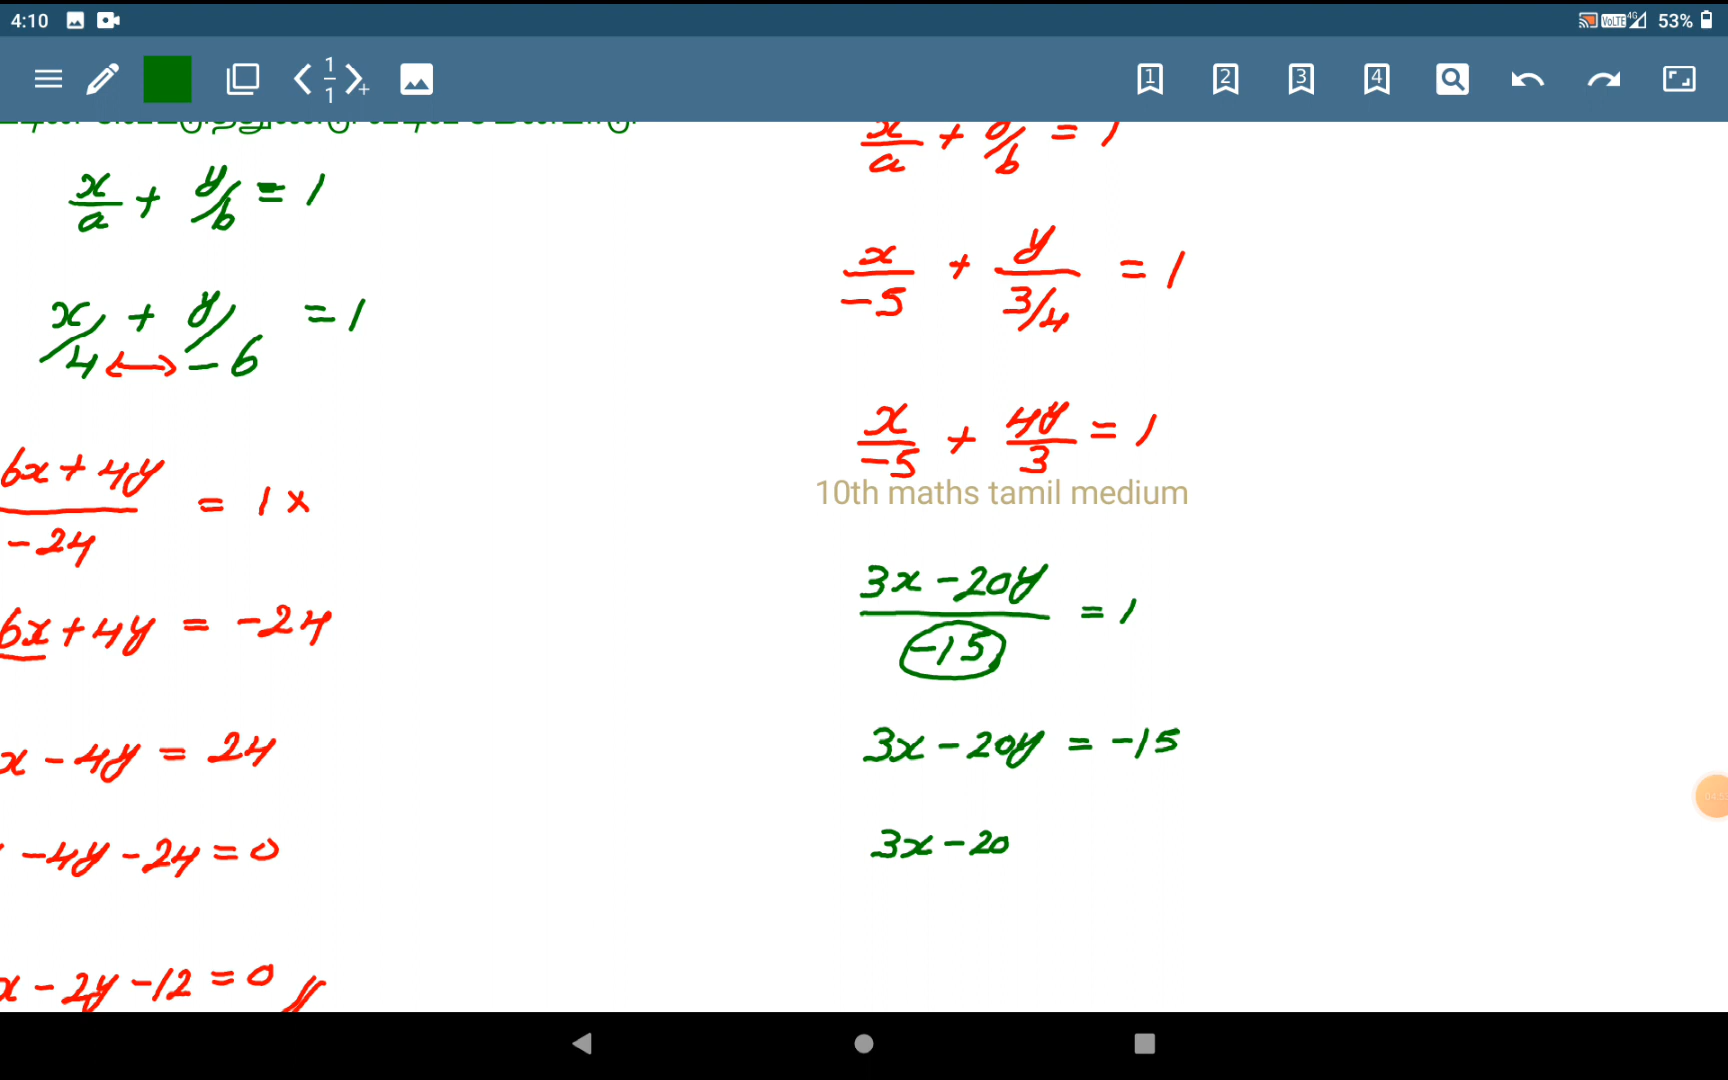 4:10
VoLTE 4G 53%
1/1
1 2 3 4
x/a + y/b = 1
x/4 + y/-6 = 1
6x + 4y / -24 = 1 x
6x + 4y = -24
x - 4y = 24
- 4y - 24 = 0
x - 2y - 12 = 0 //
x/a + y/b = 1
x/-5 + y/3/4 = 1
x/-5 + 4y/3 = 1
10th maths tamil medium
3x - 20y / -15 = 1
3x - 20y = -15
3x - 20